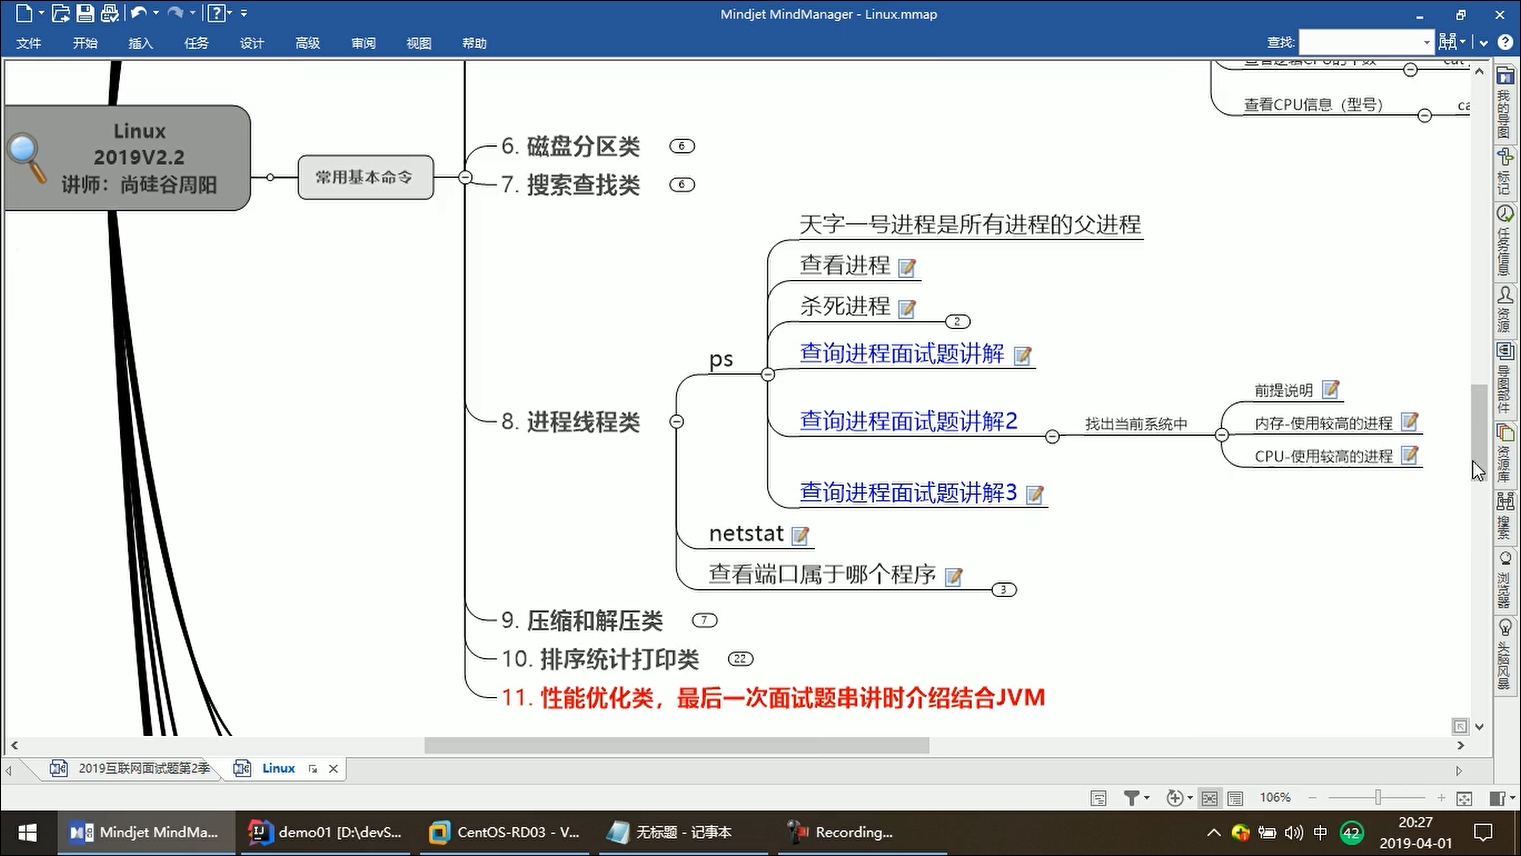 Mindjet MindManager - Linux.mmap
文件 开始 插入 任务 设计 高级 审阅 视图 帮助 查找:
查看CPU信息（型号）
Linux
2019V2.2
讲师：尚硅谷周阳
常用基本命令
6. 磁盘分区类 6
7. 搜索查找类 6
天字一号进程是所有进程的父进程
查看进程
杀死进程 2
查询进程面试题讲解
ps
查询进程面试题讲解2
找出当前系统中
前提说明
内存-使用较高的进程
CPU-使用较高的进程
8. 进程线程类
查询进程面试题讲解3
netstat
查看端口属于哪个程序 3
9. 压缩和解压类 7
10. 排序统计打印类 22
11. 性能优化类，最后一次面试题串讲时介绍结合JVM
我的导图
标记
任务信息
资源
导图部件
资源库
搜索
浏览器
头脑风暴
2019互联网面试题第2季 Linux
106%
Mindjet MindMa... demo01 [D:\devS... CentOS-RD03 - V... 无标题 - 记事本 Recording...
中 42 20:27
2019-04-01